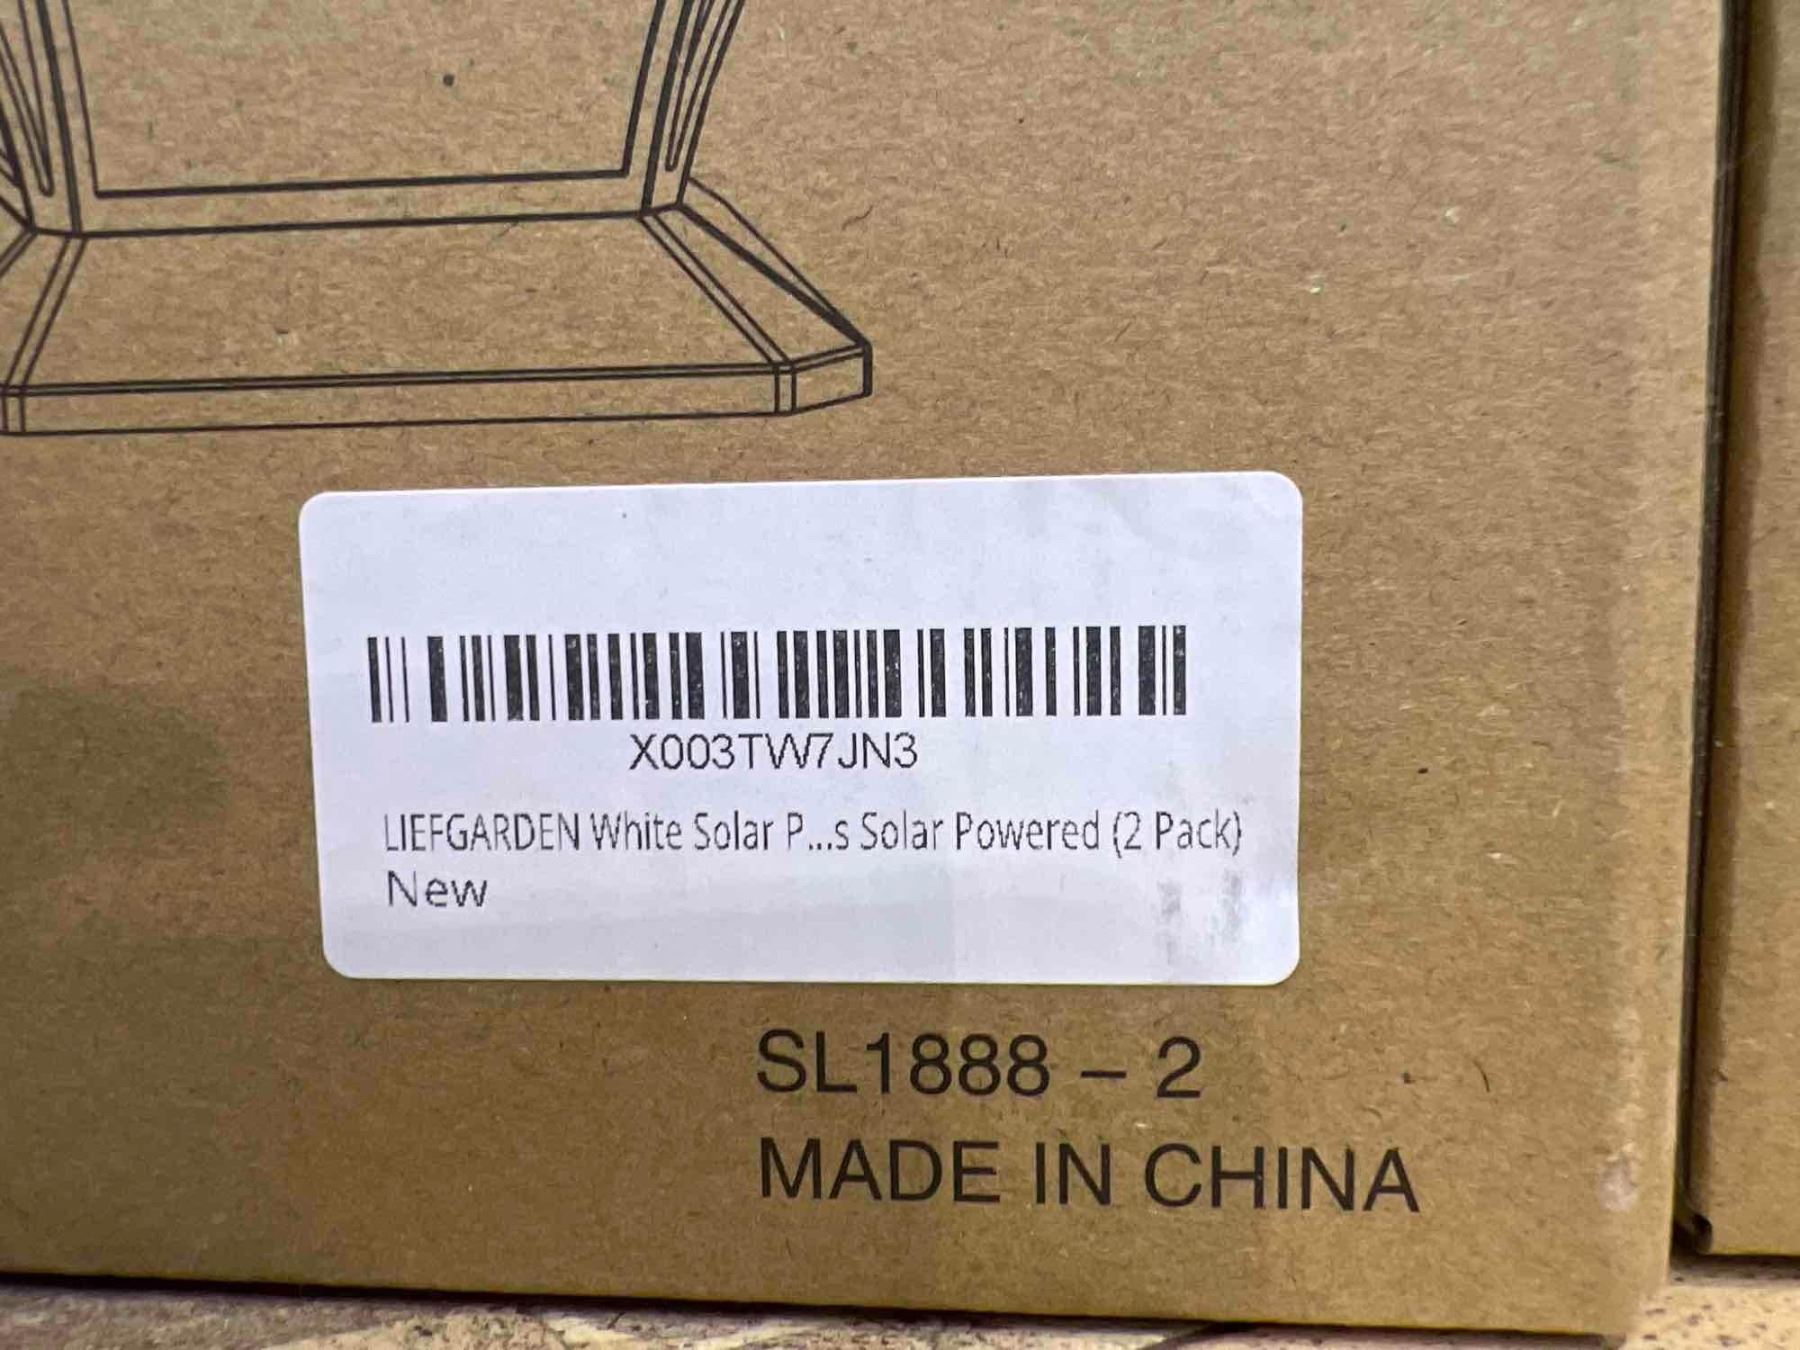 X003TW7JN3
LIEFGARDEN White Solar P...s Solar Powered (2 Pack)
New
SL1888 – 2
MADE IN CHINA